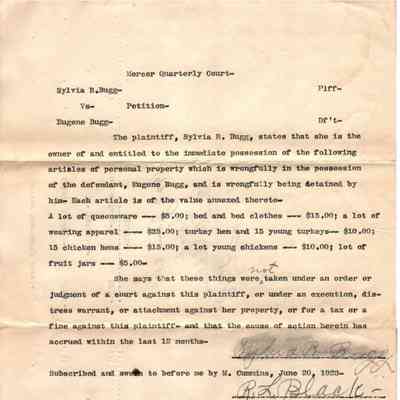 Mercer Quarterly Court-
Sylvia R.Bugg- Plff-
Vs- Petition-
Eugene Bugg- Df't-
The plaintiff, Sylvia R. Bugg, states that she is the
owner of and entitled to the immediate possession of the following
articles of personal property which is wrongfully in the possession
of the defendant, Eugene Bugg, and is wrongfully being detained by
him- Each article is of the value annexed thereto-
A lot of queensware --- $5.00; bed and bed clothes --- $15.00; a lot of
wearing apparel --- $25.00; turkey hen and 15 young turkeys-- $10.00;
15 chicken hens --- $15.00; a lot young chickens --- $10.00; lot of
fruit jars -- $5.00-
She says that these things were not taken under an order or
judgment of a court against this plaintiff, or under an execution, dis-
tress warrant, or attachment against her property, or for a tax or a
fine against this plaintiff- and that the cause of action herein has
accrued within the last 12 months-
Sylvia R Bugg
Subscribed and sworn to before me by M. Cummins, June 20, 1923-
R. L. Black-